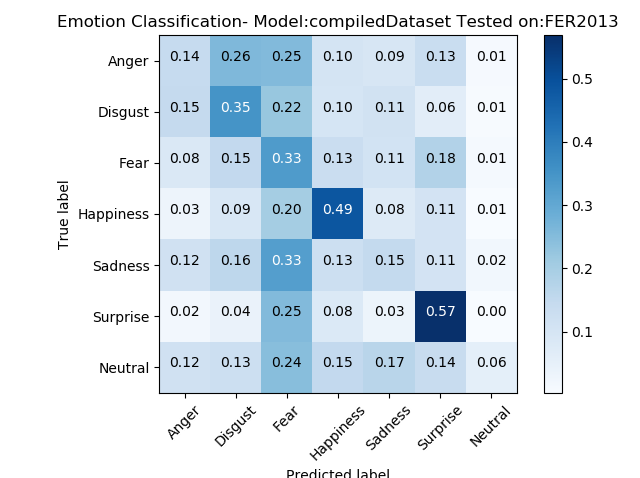 Emotion Classification- Model:compiledDataset Tested on:FER2013
Anger 0.14 0.26 0.25 0.10 0.09 0.13 0.01
Disgust 0.15 0.35 0.22 0.10 0.11 0.06 0.01
Fear 0.08 0.15 0.33 0.13 0.11 0.18 0.01
Happiness 0.03 0.09 0.20 0.49 0.08 0.11 0.01
Sadness 0.12 0.16 0.33 0.13 0.15 0.11 0.02
Surprise 0.02 0.04 0.25 0.08 0.03 0.57 0.00
Neutral 0.12 0.13 0.24 0.15 0.17 0.14 0.06
True label
Anger Disgust Fear Happiness Sadness Surprise Neutral
Predicted label
0.5
0.4
0.3
0.2
0.1